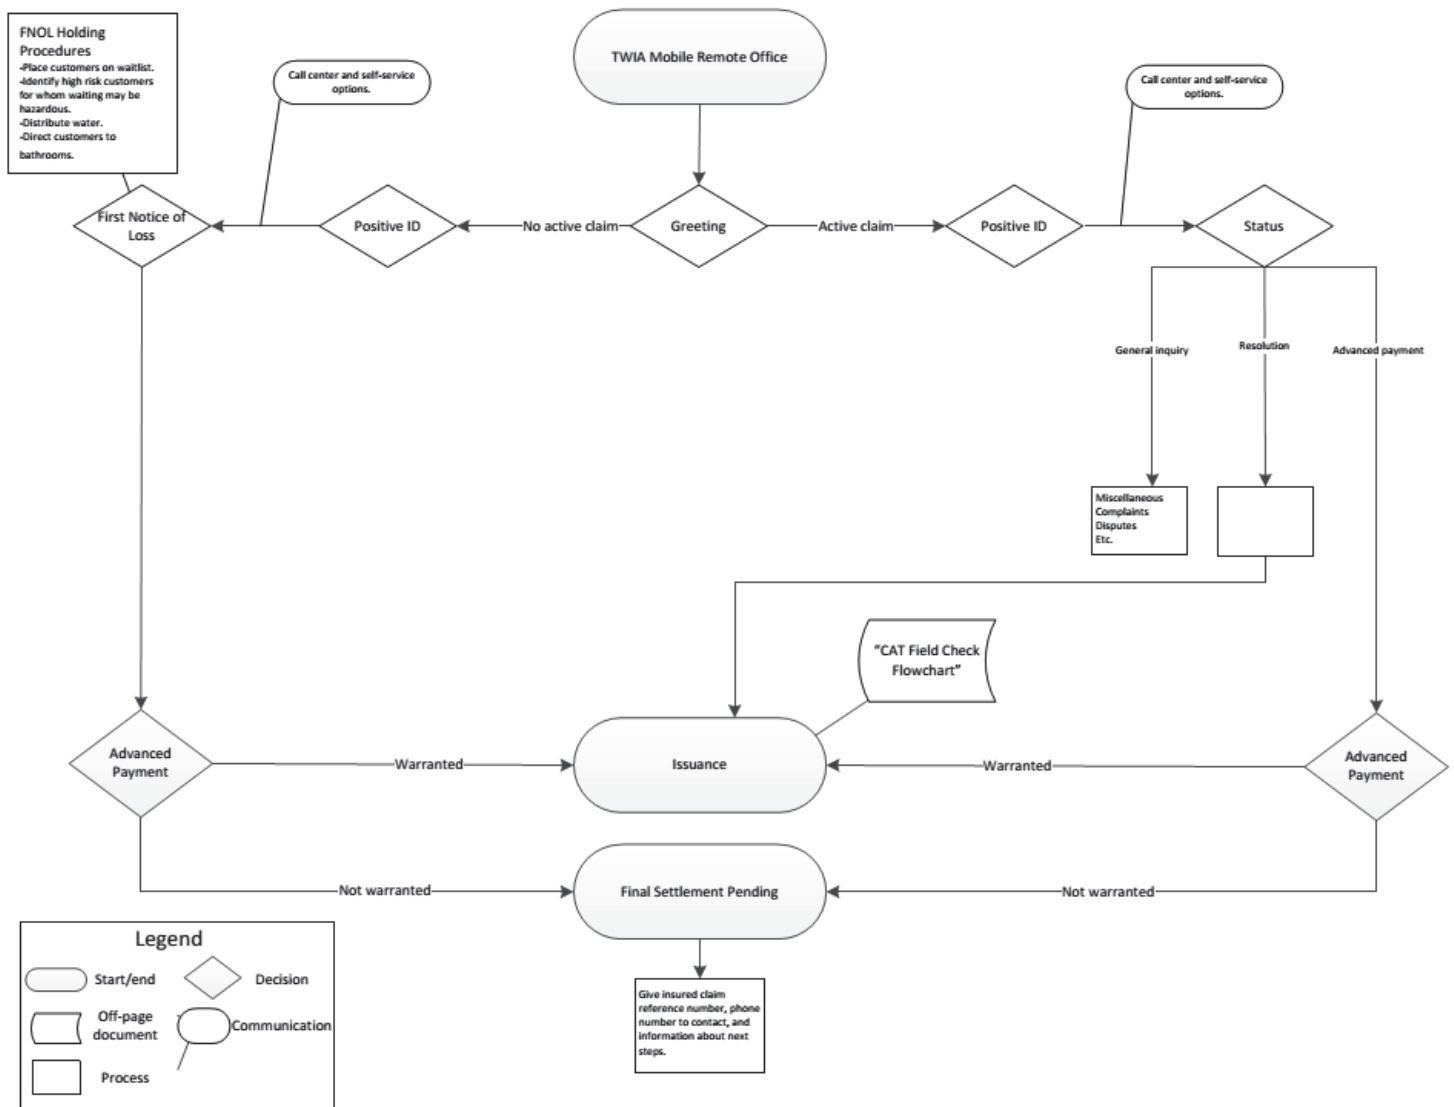 FNOL Holding
Procedures
-Place customers on waitlist.
-Identify high risk customers
for whom waiting may be
hazardous.
-Distribute water.
-Direct customers to
bathrooms.
Call center and self-service
options.
TWIA Mobile Remote Office
Call center and self-service
options.
First Notice of
Loss
Positive ID
No active claim
Greeting
Active claim
Positive ID
Status
General inquiry
Resolution
Advanced payment
Miscellaneous
Complaints
Disputes
Etc.
"CAT Field Check
Flowchart"
Advanced
Payment
Warranted
Issuance
Warranted
Advanced
Payment
Not warranted
Final Settlement Pending
Not warranted
Legend
Start/end
Decision
Off-page
document
Communication
Process
Give insured claim
reference number, phone
number to contact, and
information about next
steps.